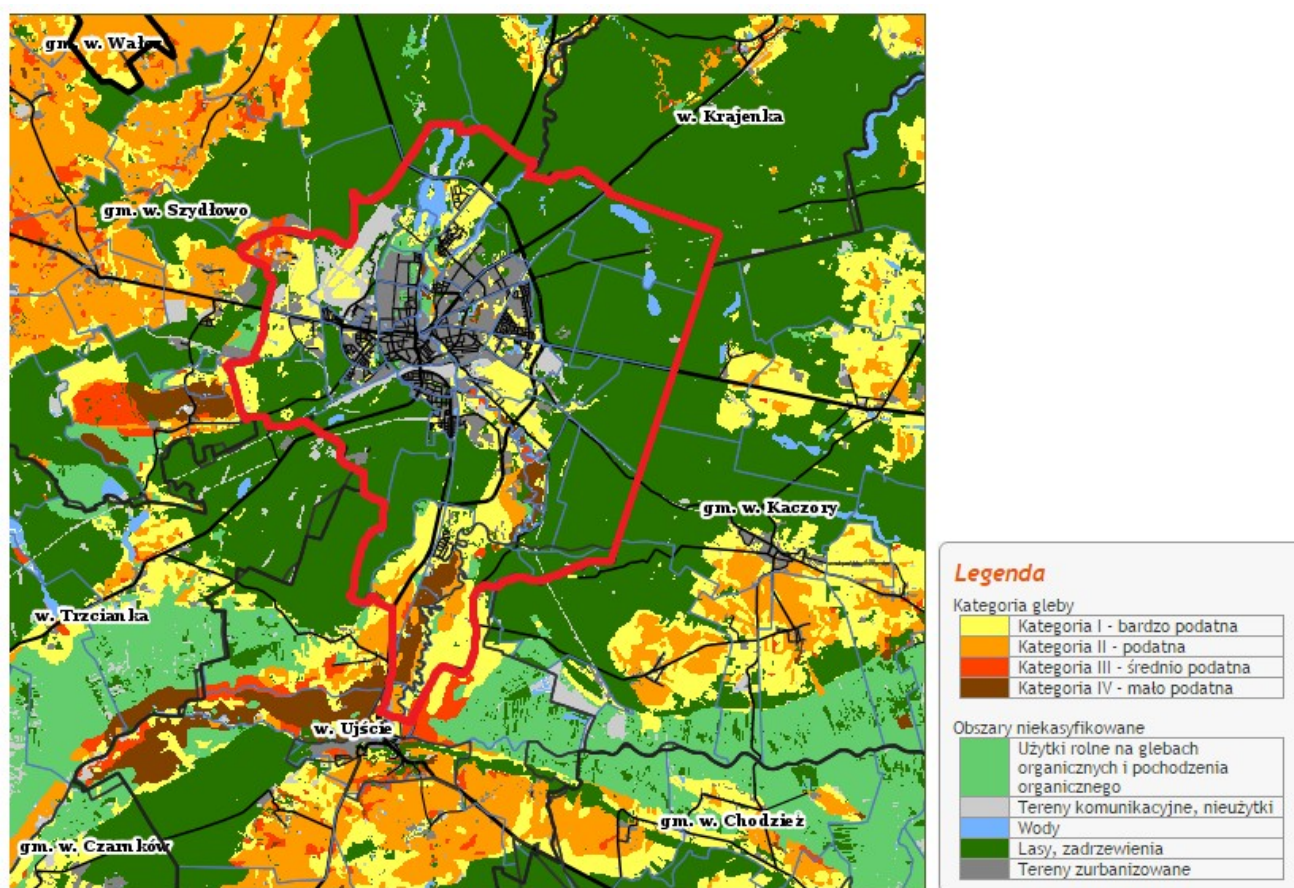 gm. w. Wałcz
w. Krajenka
gm. w. Szydłowo
gm. w. Kaczory
w. Trzcianka
w. Ujście
gm. w. Chodzież
gm. w. Czarnków
Legenda
Kategoria gleby
Kategoria I - bardzo podatna
Kategoria II - podatna
Kategoria III - średnio podatna
Kategoria IV - mało podatna
Obszary niekasyfikowane
Użytki rolne na glebach
organicznych i pochodzenia
organicznego
Tereny komunikacyjne, nieużytki
Wody
Lasy, zadrzewienia
Tereny zurbanizowane